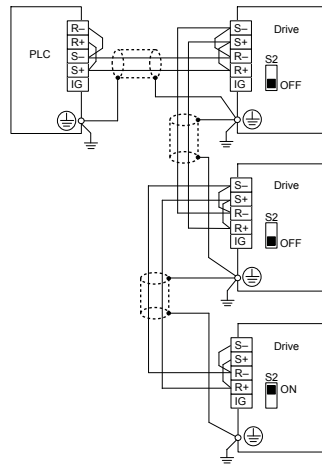 PLC
R–
R+
S–
S+
IG
S–
S+
R–
R+
IG
Drive
S2
OFF
S–
S+
R–
R+
IG
Drive
S2
OFF
S–
S+
R–
R+
IG
Drive
S2
ON